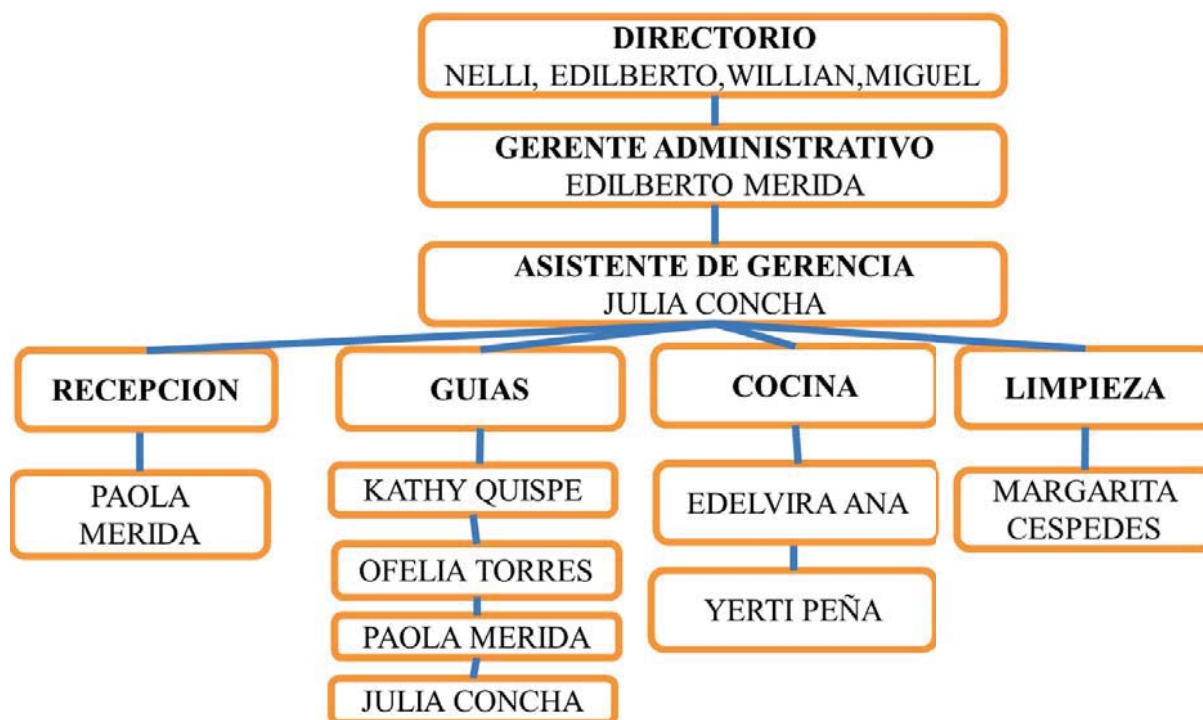 DIRECTORIO
NELLI, EDILBERTO,WILLIAN,MIGUEL
GERENTE ADMINISTRATIVO
EDILBERTO MERIDA
ASISTENTE DE GERENCIA
JULIA CONCHA
RECEPCION
PAOLA
MERIDA
GUIAS
KATHY QUISPE
OFELIA TORRES
PAOLA MERIDA
JULIA CONCHA
COCINA
EDELVIRA ANA
YERTI PEÑA
LIMPIEZA
MARGARITA
CESPEDES